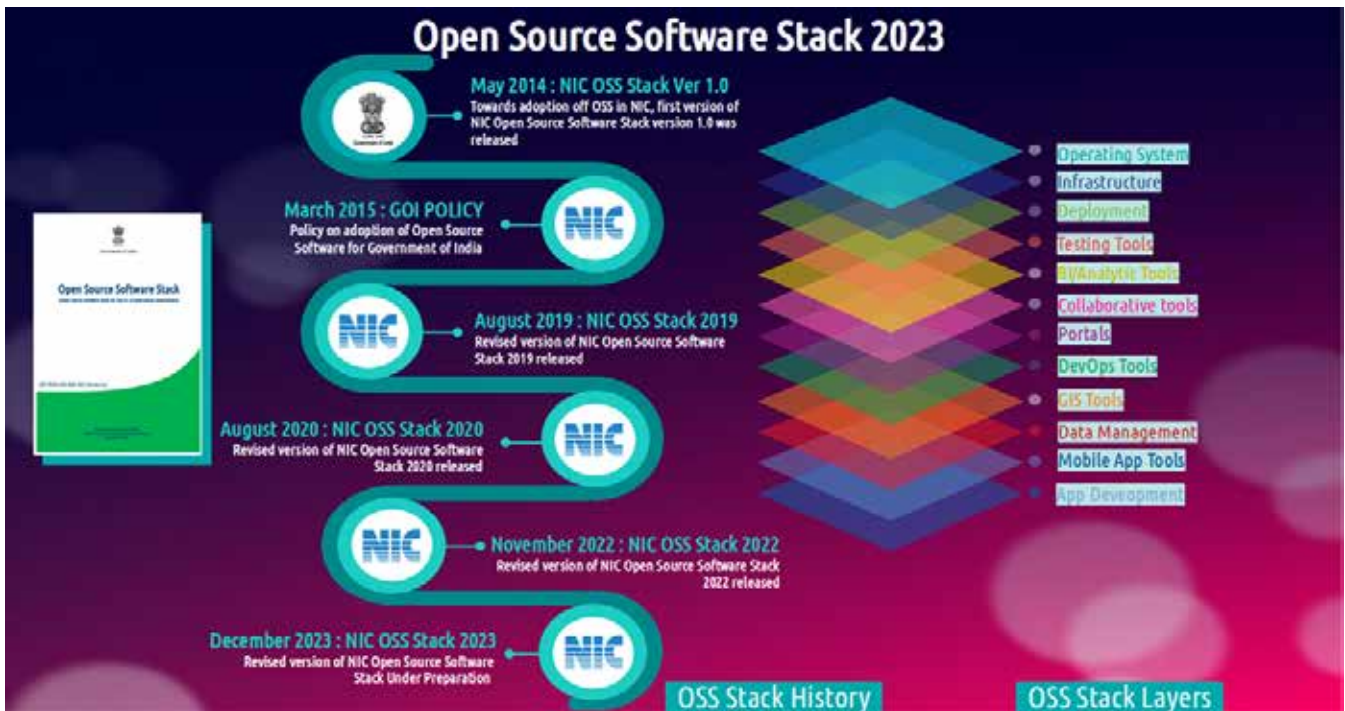 Open Source Software Stack 2023
May 2014 : NIC OSS Stack Ver 1.0
Towards adoption off OSS in NIC, first version of
NIC Open Source Software Stack version 1.0 was
released
March 2015 : GOI POLICY
Policy on adoption of Open Source
Software for Government of India
NIC
August 2019 : NIC OSS Stack 2019
Revised version of NIC Open Source Software
Stack 2019 released
NIC
August 2020 : NIC OSS Stack 2020
Revised version of NIC Open Source Software
Stack 2020 released
NIC
November 2022 : NIC OSS Stack 2022
Revised version of NIC Open Source Software Stack
2022 released
NIC
December 2023 : NIC OSS Stack 2023
Revised version of NIC Open Source Software
Stack Under Preparation
NIC
OSS Stack History
Open Source Software Stack
Operating System
Infrastructure
Deployment
Testing Tools
BI/Analytic Tools
Collaborative tools
Portals
DevOps Tools
GIS Tools
Data Management
Mobile App Tools
App Deveopment
OSS Stack Layers